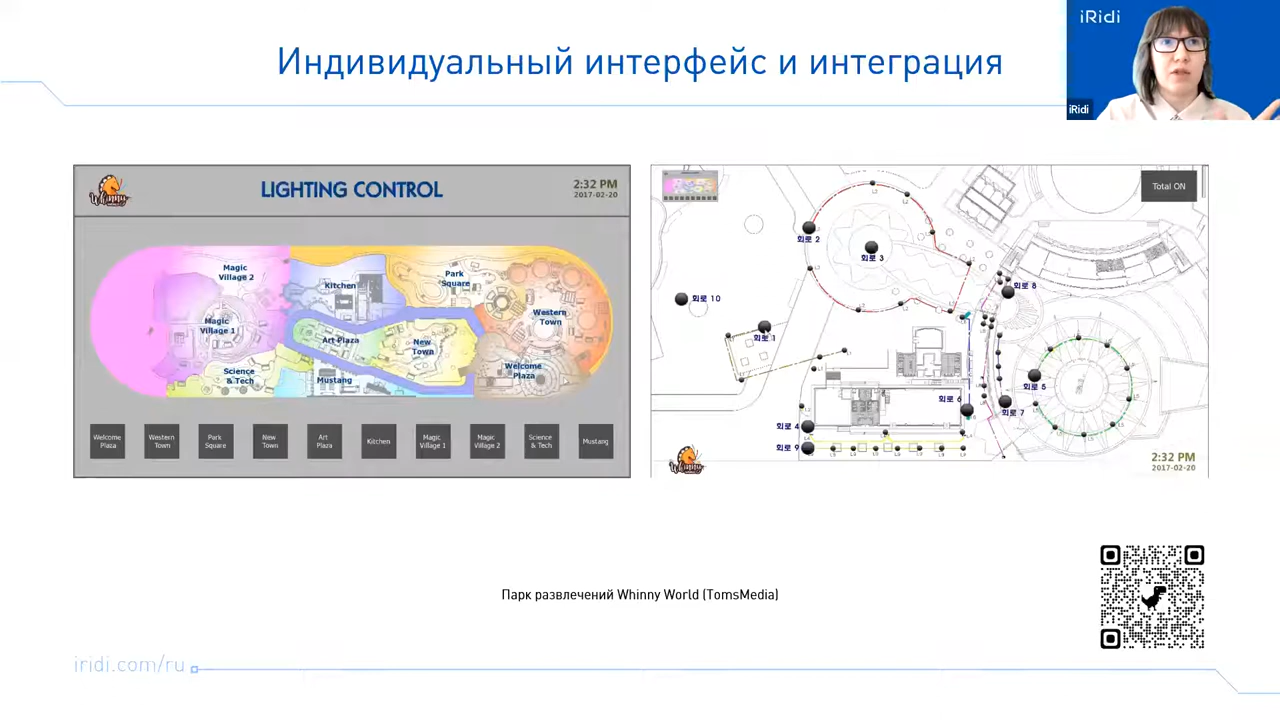 iRidi
Индивидуальный интерфейс и интеграция
iRidi
Whinny
LIGHTING CONTROL
2:32 PM
2017-02-20
Magic
Village 2
Kitchen
Park
Square
Magic
Village 1
Art Plaza
New
Town
Western
Town
Science
& Tech
Mustang
Welcome
Plaza
Welcome
Plaza
Western
Town
Park
Square
New
Town
Art
Plaza
Kitchen
Magic
Village 1
Magic
Village 2
Science
& Tech
Mustang
Total ON
회로 2
회로 3
회로 10
회로 1
회로 8
회로 5
회로 6
회로 7
회로 4
회로 9
Whinny
2:32 PM
2017-02-20
Парк развлечений Whinny World (TomsMedia)
iridi.com/ru